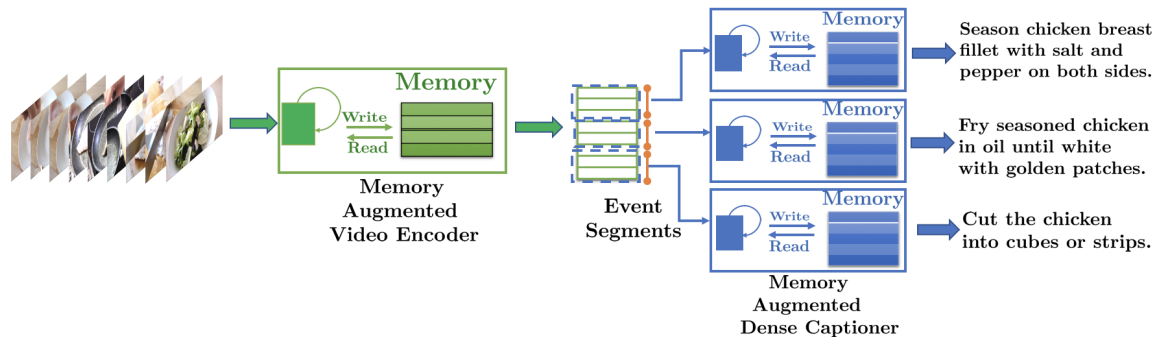 Memory
Write
Read
Memory
Augmented
Video Encoder
Event
Segments
Memory
Write
Read
Season chicken breast
fillet with salt and
pepper on both sides.
Memory
Write
Read
Fry seasoned chicken
in oil until white
with golden patches.
Memory
Write
Read
Cut the chicken
into cubes or strips.
Memory
Augmented
Dense Captioner